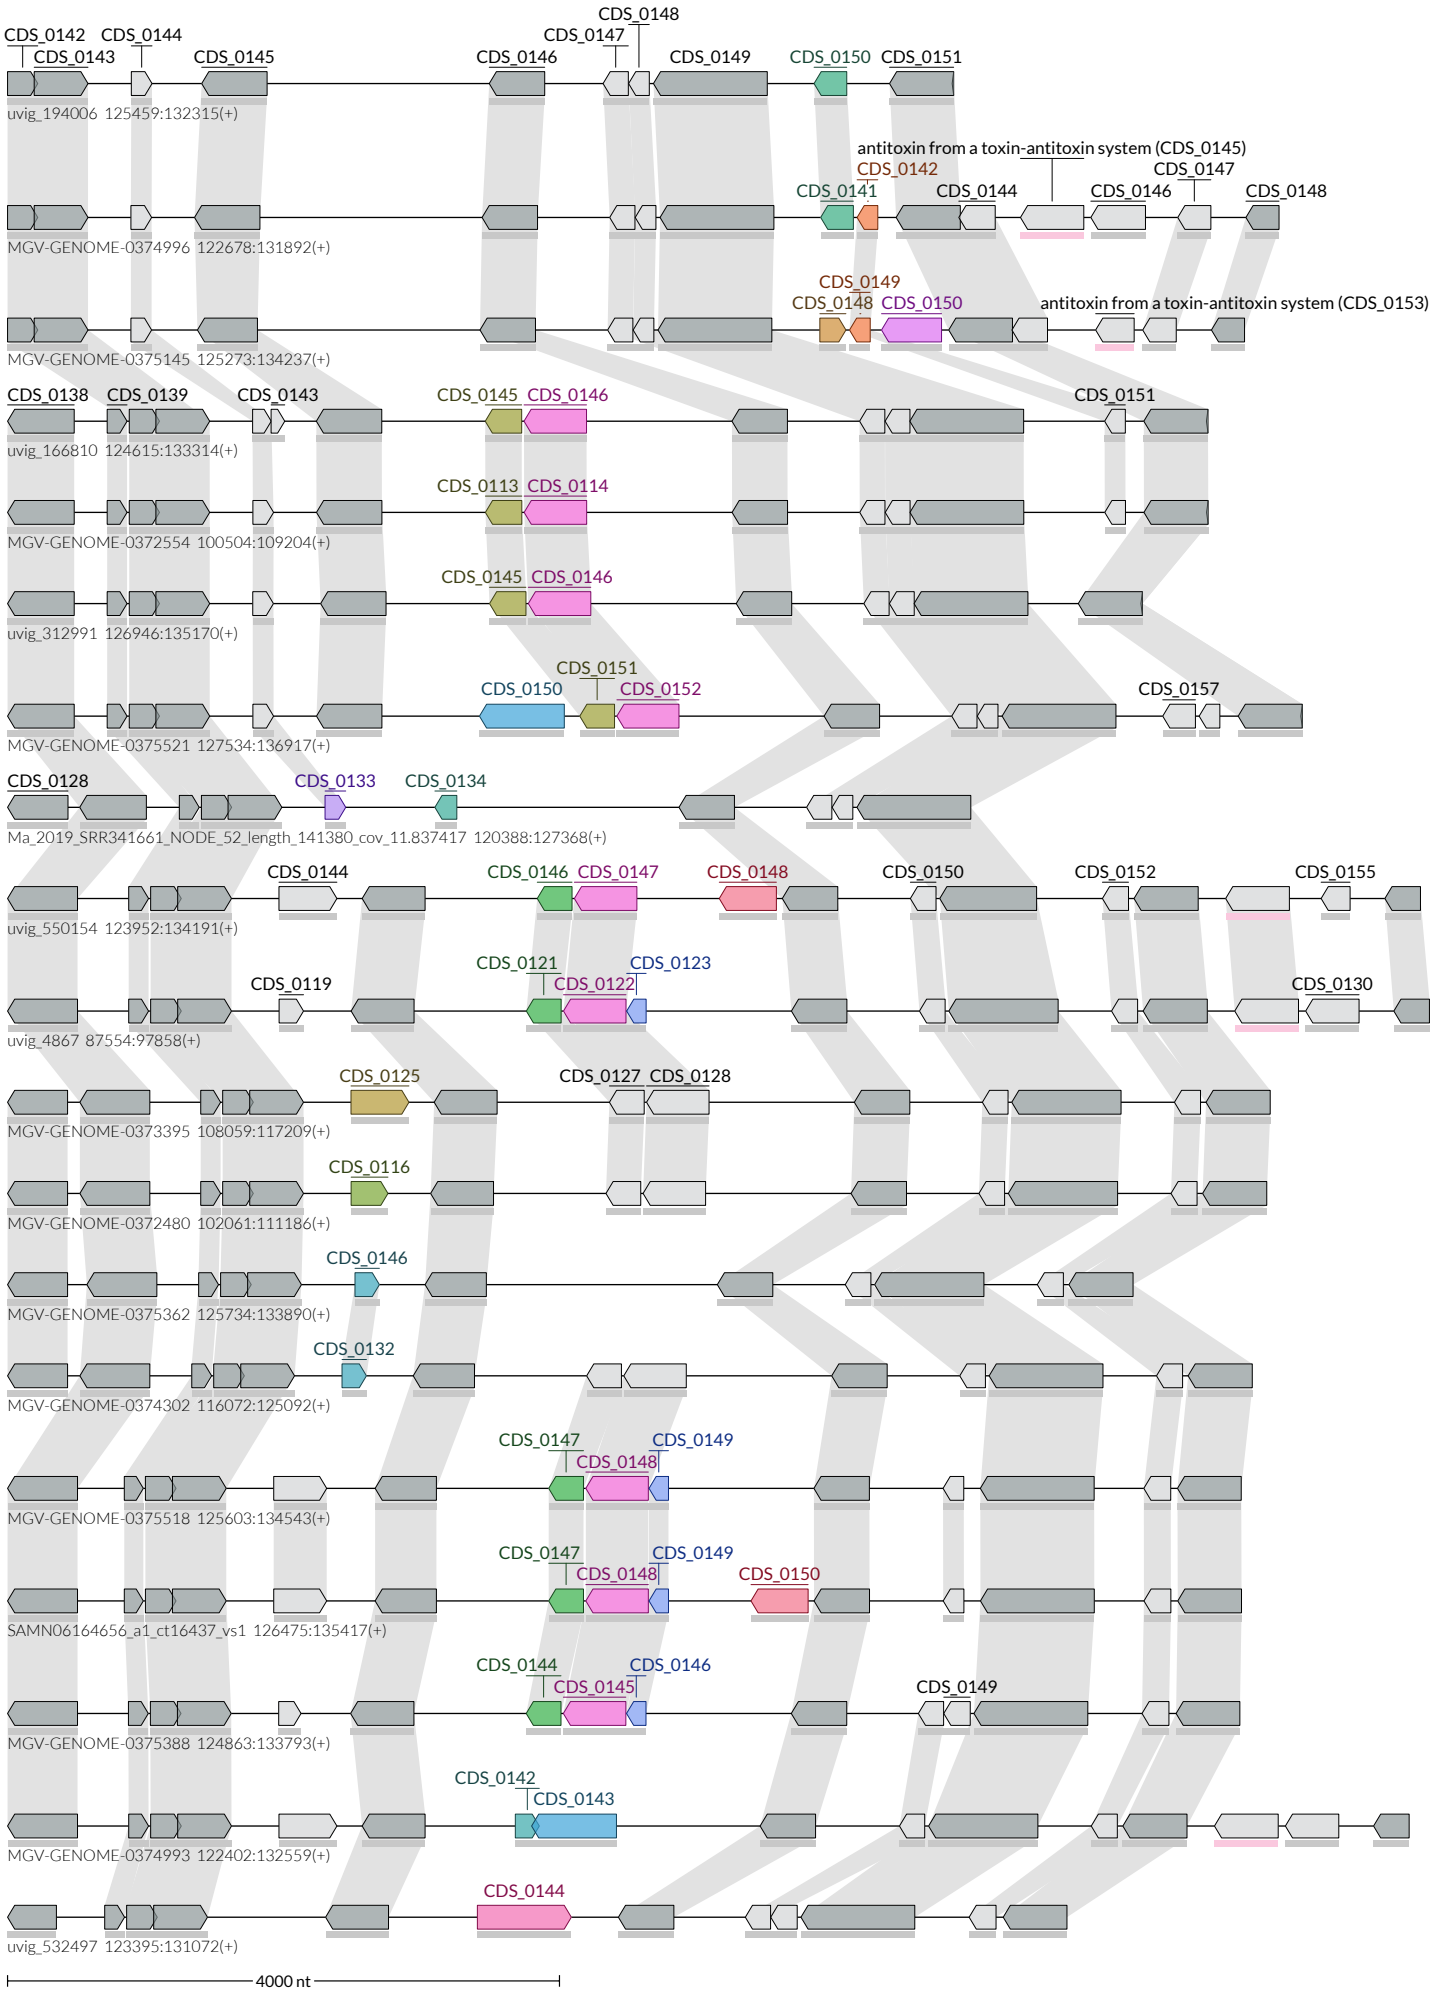 CDS_0148
CDS_0142 CDS_0144 CDS_0147
CDS_0143 CDS_0145 CDS_0146 CDS_0149 CDS_0150 CDS_0151
uvig_194006 125459:132315(+)
antitoxin from a toxin-antitoxin system (CDS_0145)
CDS_0142 CDS_0147
CDS_0141 CDS_0144 CDS_0146 CDS_0148
MGV-GENOME-0374996 122678:131892(+)
CDS_0149
CDS_0148 CDS_0150 antitoxin from a toxin-antitoxin system (CDS_0153)
MGV-GENOME-0375145 125273:134237(+)
CDS_0138 CDS_0139 CDS_0143 CDS_0145 CDS_0146 CDS_0151
uvig_166810 124615:133314(+)
CDS_0113 CDS_0114
MGV-GENOME-0372554 100504:109204(+)
CDS_0145 CDS_0146
uvig_312991 126946:135170(+)
CDS_0151
CDS_0150 CDS_0152 CDS_0157
MGV-GENOME-0375521 127534:136917(+)
CDS_0128 CDS_0133 CDS_0134
Ma_2019_SRR341661_NODE_52_length_141380_cov_11.837417 120388:127368(+)
CDS_0144 CDS_0146 CDS_0147 CDS_0148 CDS_0150 CDS_0152 CDS_0155
uvig_550154 123952:134191(+)
CDS_0121 CDS_0123
CDS_0119 CDS_0122 CDS_0130
uvig_4867 87554:97858(+)
CDS_0125 CDS_0127 CDS_0128
MGV-GENOME-0373395 108059:117209(+)
CDS_0116
MGV-GENOME-0372480 102061:111186(+)
CDS_0146
MGV-GENOME-0375362 125734:133890(+)
CDS_0132
MGV-GENOME-0374302 116072:125092(+)
CDS_0147 CDS_0149
CDS_0148
MGV-GENOME-0375518 125603:134543(+)
CDS_0147 CDS_0149
CDS_0148 CDS_0150
SAMN06164656_a1_ct16437_vs1 126475:135417(+)
CDS_0144 CDS_0146
CDS_0145 CDS_0149
MGV-GENOME-0375388 124863:133793(+)
CDS_0142
CDS_0143
MGV-GENOME-0374993 122402:132559(+)
CDS_0144
uvig_532497 123395:131072(+)
4000 nt